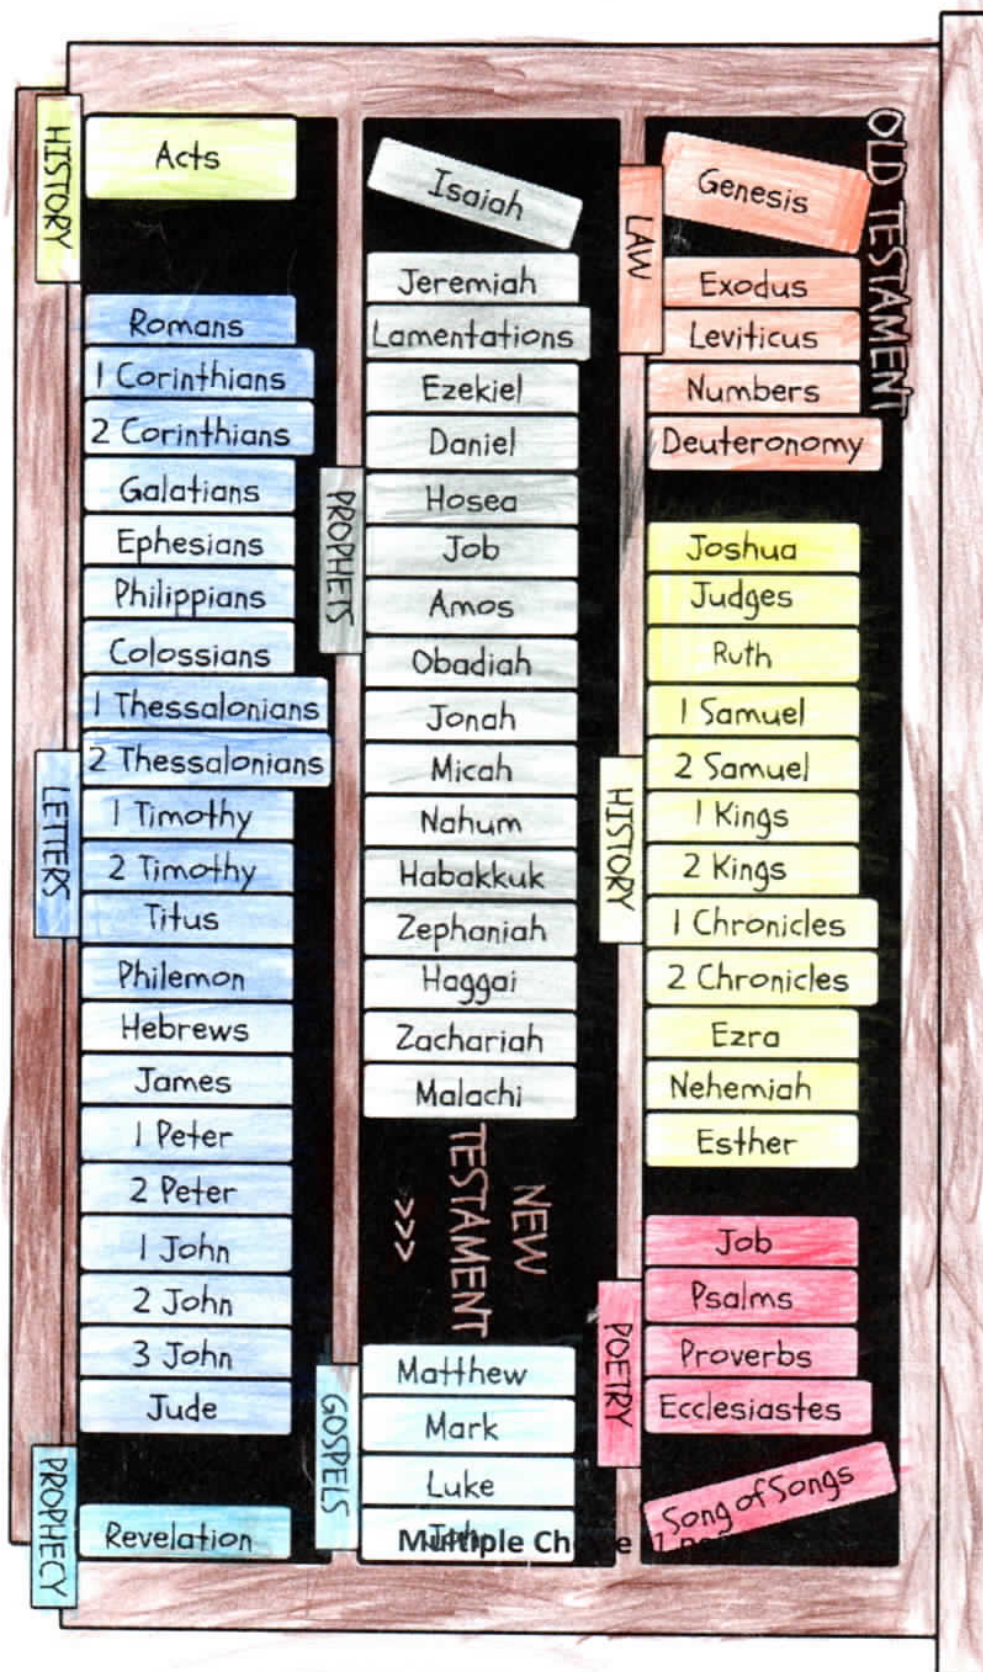 OLD TESTAMENT
LAW
Genesis
Exodus
Leviticus
Numbers
Deuteronomy
HISTORY
Joshua
Judges
Ruth
1 Samuel
2 Samuel
1 Kings
2 Kings
1 Chronicles
2 Chronicles
Ezra
Nehemiah
Esther
POETRY
Job
Psalms
Proverbs
Ecclesiastes
Song of Songs
PROPHETS
Isaiah
Jeremiah
Lamentations
Ezekiel
Daniel
Hosea
Job
Amos
Obadiah
Jonah
Micah
Nahum
Habakkuk
Zephaniah
Haggai
Zachariah
Malachi
NEW
TESTAMENT
>>>
GOSPELS
Matthew
Mark
Luke
John
Multiple
HISTORY
Acts
LETTERS
Romans
1 Corinthians
2 Corinthians
Galatians
Ephesians
Philippians
Colossians
1 Thessalonians
2 Thessalonians
1 Timothy
2 Timothy
Titus
Philemon
Hebrews
James
1 Peter
2 Peter
1 John
2 John
3 John
Jude
PROPHECY
Revelation